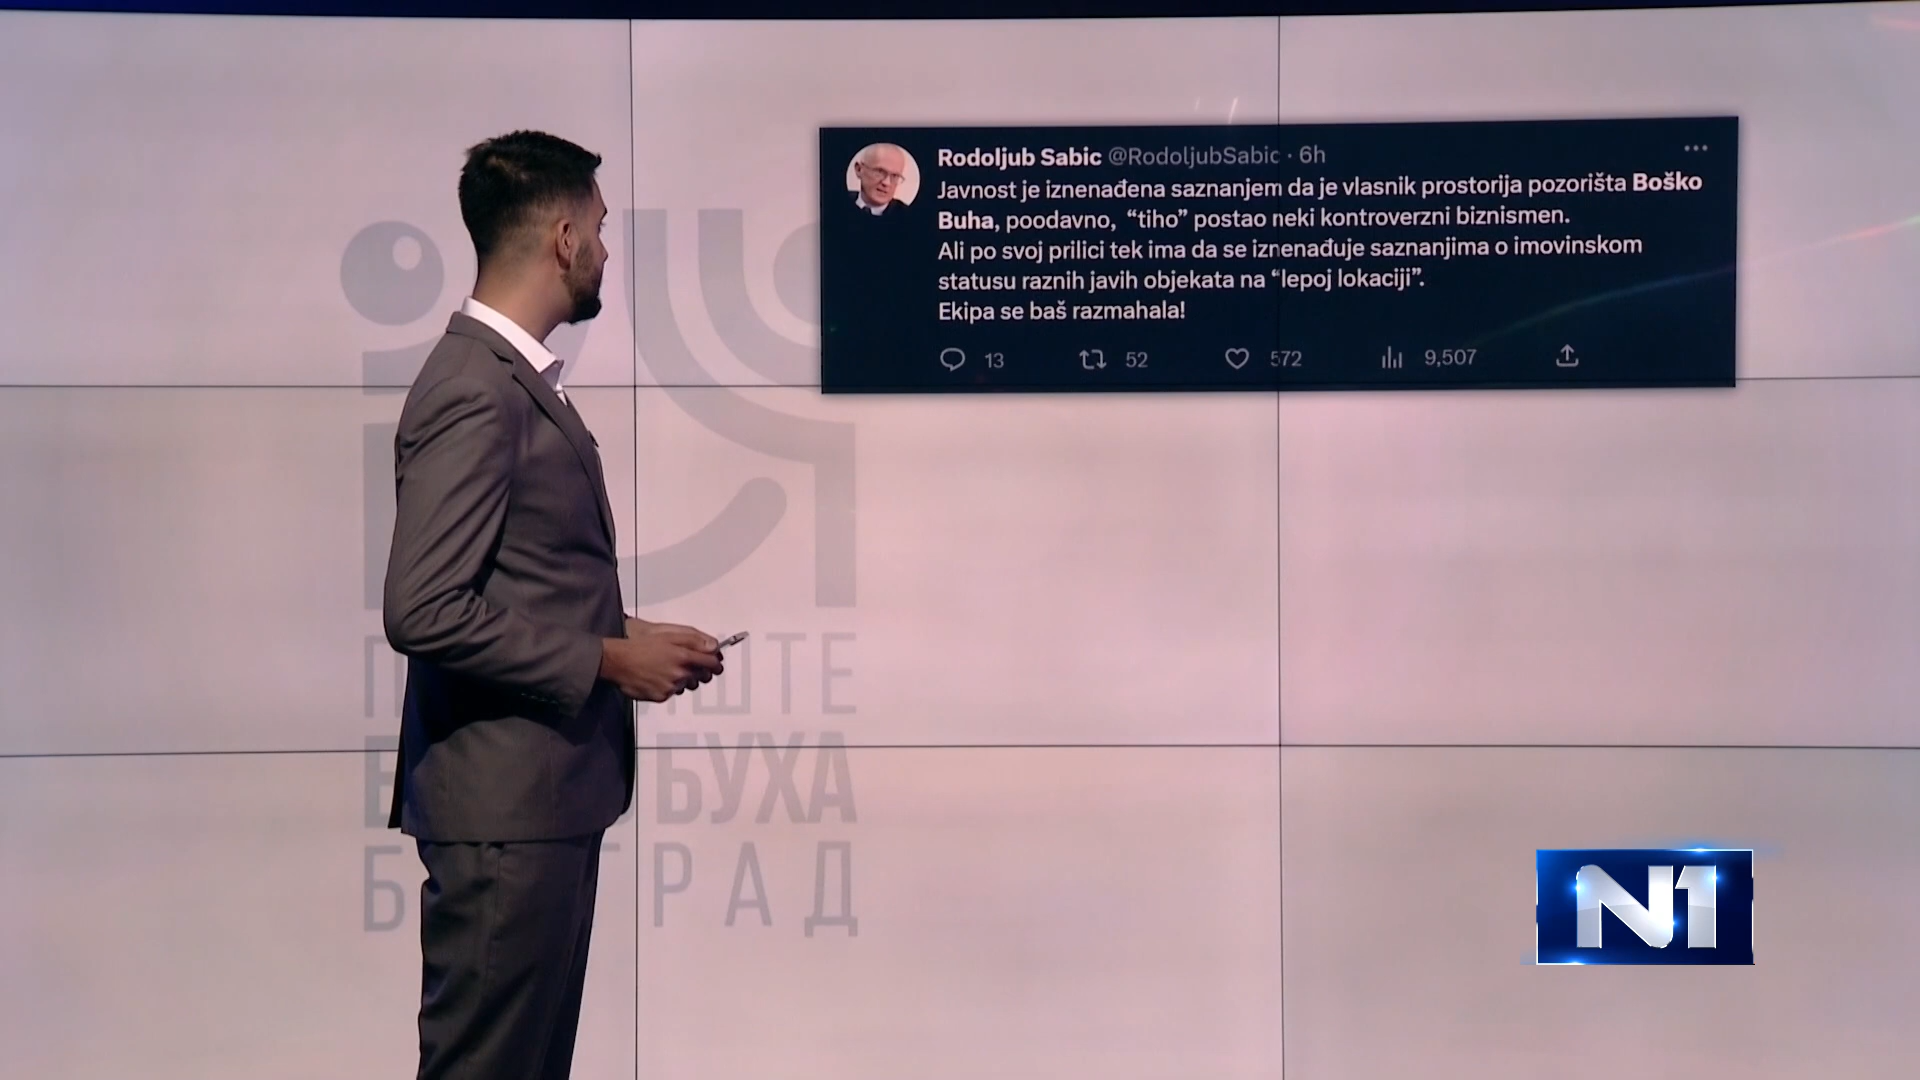 Rodoljub Sabic @RodoljubSabic · 6h
Javnost je iznenađena saznanjem da je vlasnik prostorija pozorišta Boško
Buha, poodavno, “tiho” postao neki kontroverzni biznismen.
Ali po svoj prilici tek ima da se iznenađuje saznanjima o imovinskom
statusu raznih javih objekata na “lepoj lokaciji”.
Ekipa se baš razmahala!
13 52 572 9,507
БУХА
N1